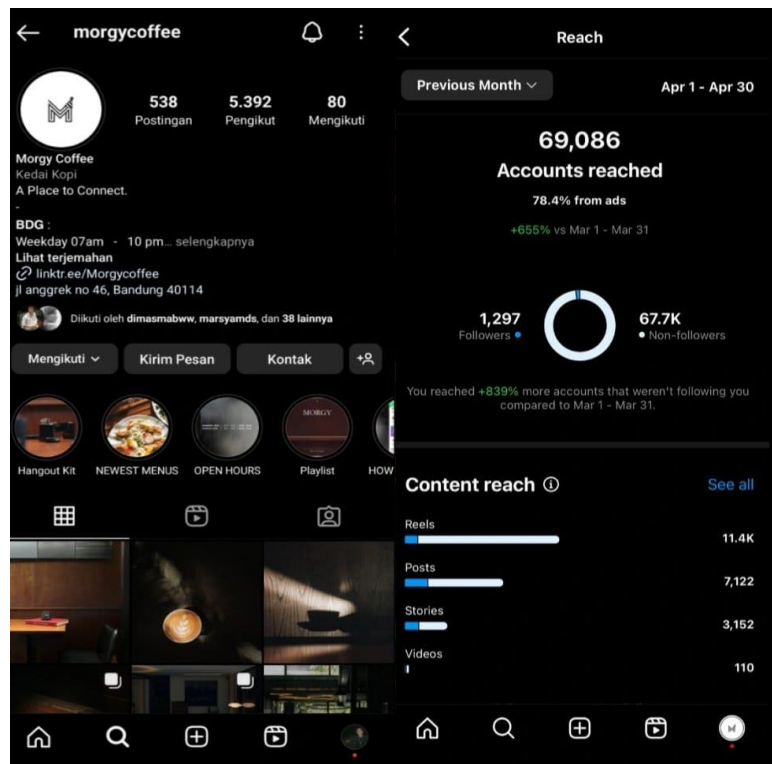 morgycoffee
538
5.392
80
Postingan
Pengikut
Mengikuti
Morgy Coffee
Kedai Kopi
A Place to Connect.
-
BDG :
Weekday 07am - 10 pm... selengkapnya
Lihat terjemahan
linktr.ee/Morgycoffee
jl anggrek no 46, Bandung 40114
Diikuti oleh dimasmabww, marsyamds, dan 38 lainnya
Mengikuti
Kirim Pesan
Kontak
MORGY
Hangout Kit
NEWEST MENUS
OPEN HOURS
Playlist
HOW
Reach
Previous Month
Apr 1 - Apr 30
69,086
Accounts reached
78.4% from ads
+655% vs Mar 1 - Mar 31
1,297
Followers
67.7K
Non-followers
You reached +839% more accounts that weren't following you
compared to Mar 1 - Mar 31.
Content reach
See all
Reels
11.4K
Posts
7,122
Stories
3,152
Videos
110